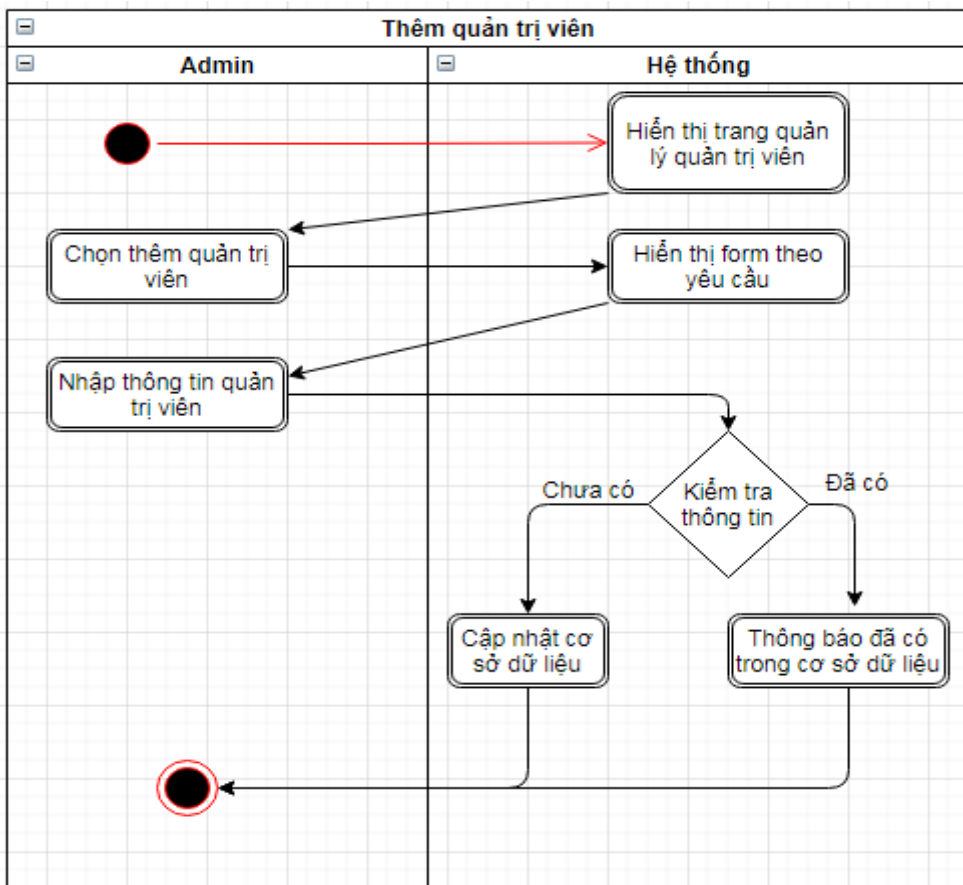 Thêm quản trị viên
Admin
Hệ thống
Hiển thị trang quản
lý quản trị viên
Chọn thêm quản trị
viên
Hiển thị form theo
yêu cầu
Nhập thông tin quản
trị viên
Chưa có
Kiểm tra
thông tin
Đã có
Cập nhật cơ
sở dữ liệu
Thông báo đã có
trong cơ sở dữ liệu